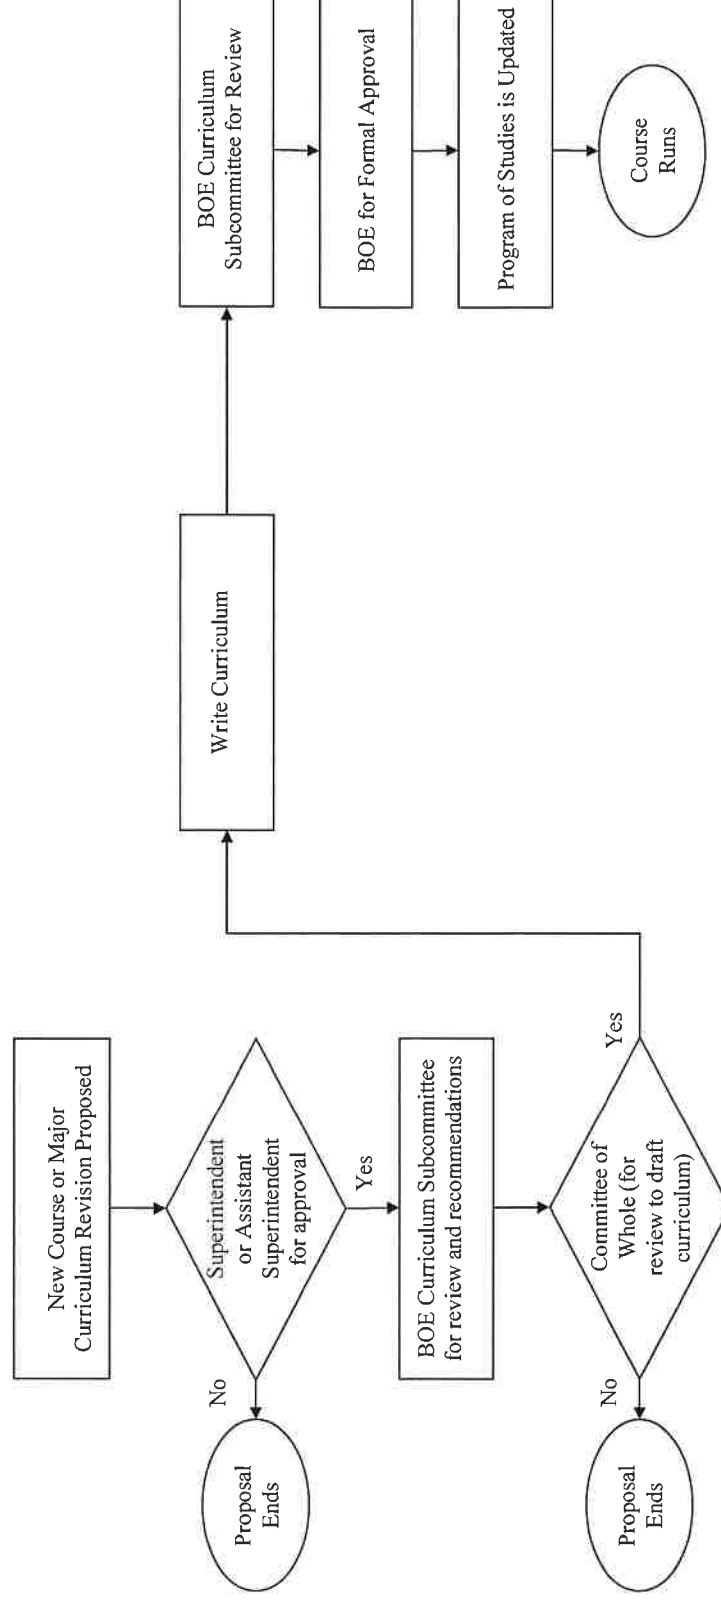 New Course or Major
Curriculum Revision Proposed
Superintendent
or Assistant
Superintendent
for approval
No
Proposal
Ends
Yes
BOE Curriculum Subcommittee
for review and recommendations
Committee of
Whole (for
review to draft
curriculum)
No
Proposal
Ends
Yes
Write Curriculum
BOE Curriculum
Subcommittee for Review
BOE for Formal Approval
Program of Studies is Updated
Course
Runs